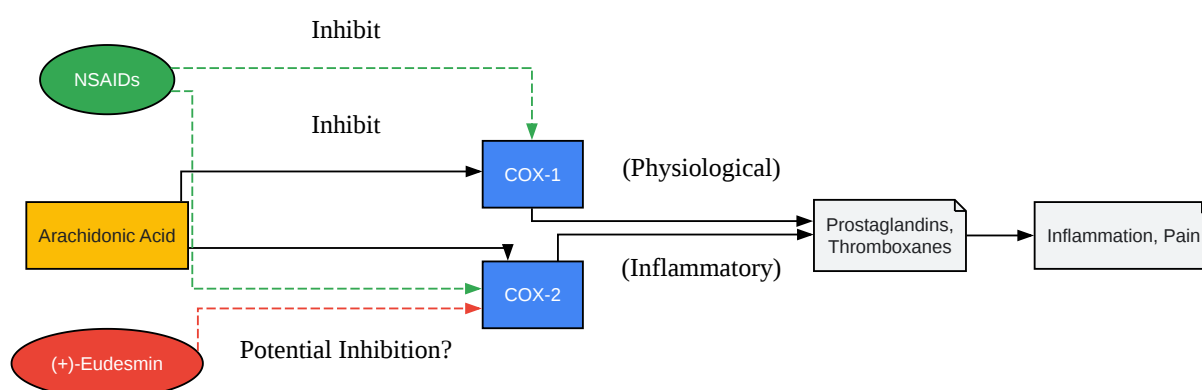 Inhibit
NSAIDs
Inhibit
COX-1
(Physiological)
Arachidonic Acid
Prostaglandins,
Thromboxanes
Inflammation, Pain
(Inflammatory)
COX-2
(+)-Eudesmin
Potential Inhibition?